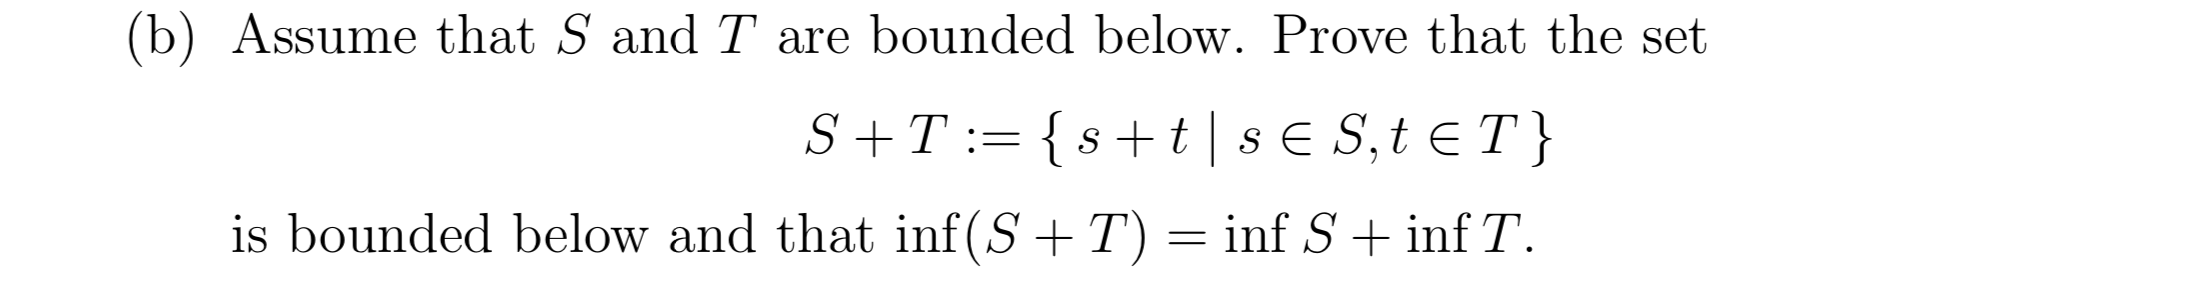 (b) Assume that S and T are bounded below. Prove that the set
S + T := { s + t | s ∈ S, t ∈ T }
is bounded below and that inf(S + T) = inf S + inf T.